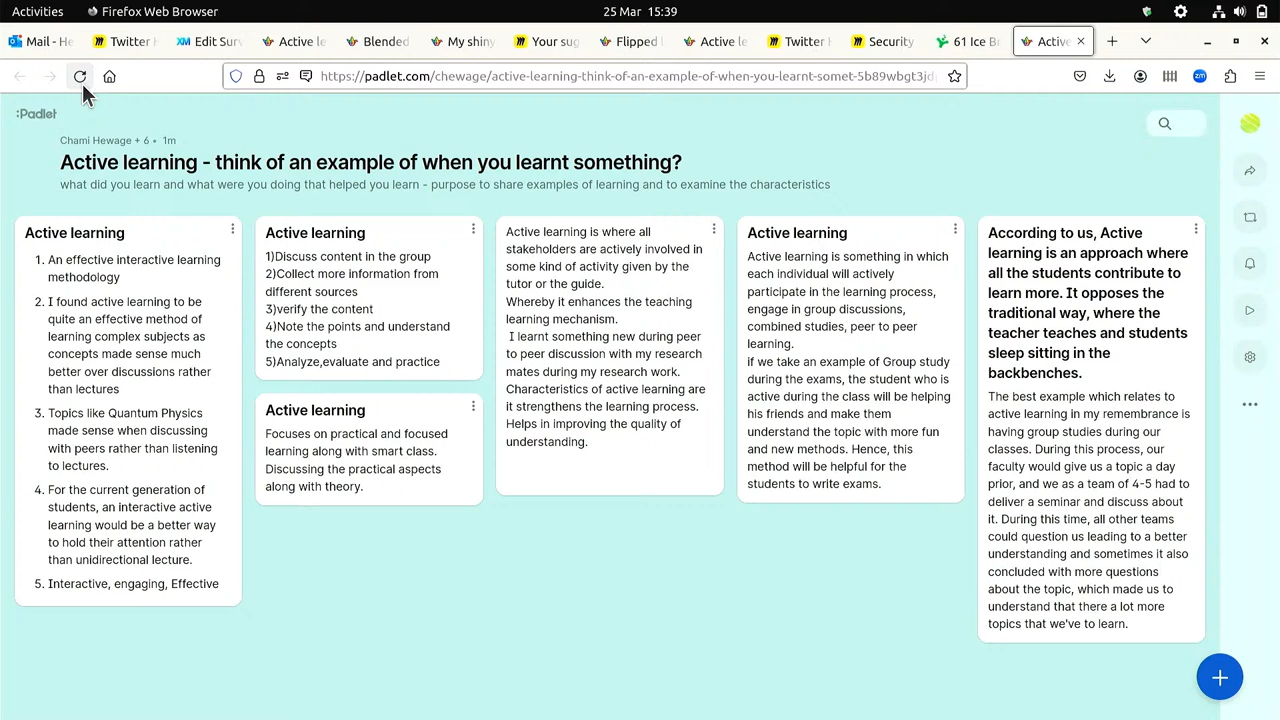 Activities
Firefox Web Browser
25 Mar 15:39
Mail - He
Twitter H
Edit Surv
Active le
Blended
My shiny
Your sug
Flipped l
Active le
Twitter H
Security
61 Ice B
Active
https://padlet.com/chewage/active-learning-think-of-an-example-of-when-you-learnt-somet-5b89wbgt3jd
:Padlet
Chami Hewage + 6 • 1m
Active learning - think of an example of when you learnt something?
what did you learn and what were you doing that helped you learn - purpose to share examples of learning and to examine the characteristics
Active learning
1. An effective interactive learning
methodology
2. I found active learning to be
quite an effective method of
learning complex subjects as
concepts made sense much
better over discussions rather
than lectures
3. Topics like Quantum Physics
made sense when discussing
with peers rather than listening
to lectures.
4. For the current generation of
students, an interactive active
learning would be a better way
to hold their attention rather
than unidirectional lecture.
5. Interactive, engaging, Effective
Active learning
1)Discuss content in the group
2)Collect more information from
different sources
3)verify the content
4)Note the points and understand
the concepts
5)Analyze,evaluate and practice
Active learning
Focuses on practical and focused
learning along with smart class.
Discussing the practical aspects
along with theory.
Active learning is where all
stakeholders are actively involved in
some kind of activity given by the
tutor or the guide.
Whereby it enhances the teaching
learning mechanism.
I learnt something new during peer
to peer discussion with my research
mates during my research work.
Characteristics of active learning are
it strengthens the learning process.
Helps in improving the quality of
understanding.
Active learning
Active learning is something in which
each individual will actively
participate in the learning process,
engage in group discussions,
combined studies, peer to peer
learning.
if we take an example of Group study
during the exams, the student who is
active during the class will be helping
his friends and make them
understand the topic with more fun
and new methods. Hence, this
method will be helpful for the
students to write exams.
According to us, Active
learning is an approach where
all the students contribute to
learn more. It opposes the
traditional way, where the
teacher teaches and students
sleep sitting in the
backbenches.
The best example which relates to
active learning in my remembrance is
having group studies during our
classes. During this process, our
faculty would give us a topic a day
prior, and we as a team of 4-5 had to
deliver a seminar and discuss about
it. During this time, all other teams
could question us leading to a better
understanding and sometimes it also
concluded with more questions
about the topic, which made us to
understand that there a lot more
topics that we've to learn.